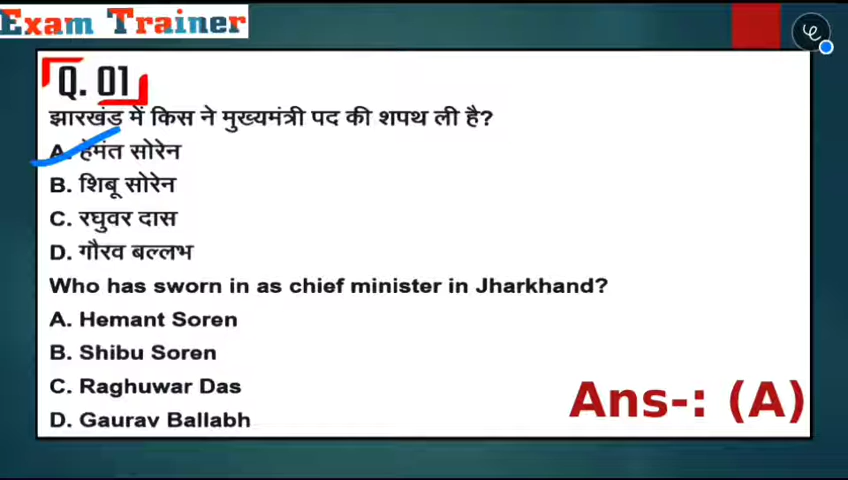 Exam Trainer
Q. 01
झारखंड में किस ने मुख्यमंत्री पद की शपथ ली है?
A. हेमंत सोरेन
B. शिबू सोरेन
C. रघुवर दास
D. गौरव बल्लभ
Who has sworn in as chief minister in Jharkhand?
A. Hemant Soren
B. Shibu Soren
C. Raghuwar Das
D. Gaurav Ballabh
Ans-: (A)